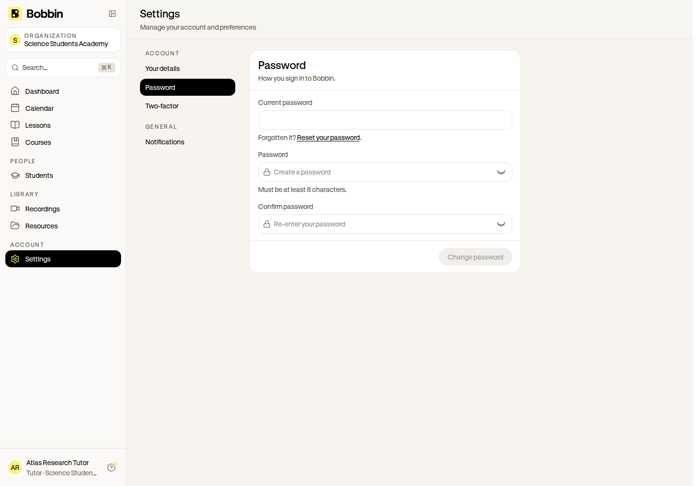 Bobbin
S
ORGANIZATION
Science Students Academy
Search...
⌘ K
Dashboard
Calendar
Lessons
Courses
PEOPLE
Students
LIBRARY
Recordings
Resources
ACCOUNT
Settings
AR
Atlas Research Tutor
Tutor · Science Studen...
Settings
Manage your account and preferences
ACCOUNT
Your details
Password
Two-factor
GENERAL
Notifications
Password
How you sign in to Bobbin.
Current password
Forgotten it? Reset your password.
Password
Create a password
Must be at least 8 characters.
Confirm password
Re-enter your password
Change password